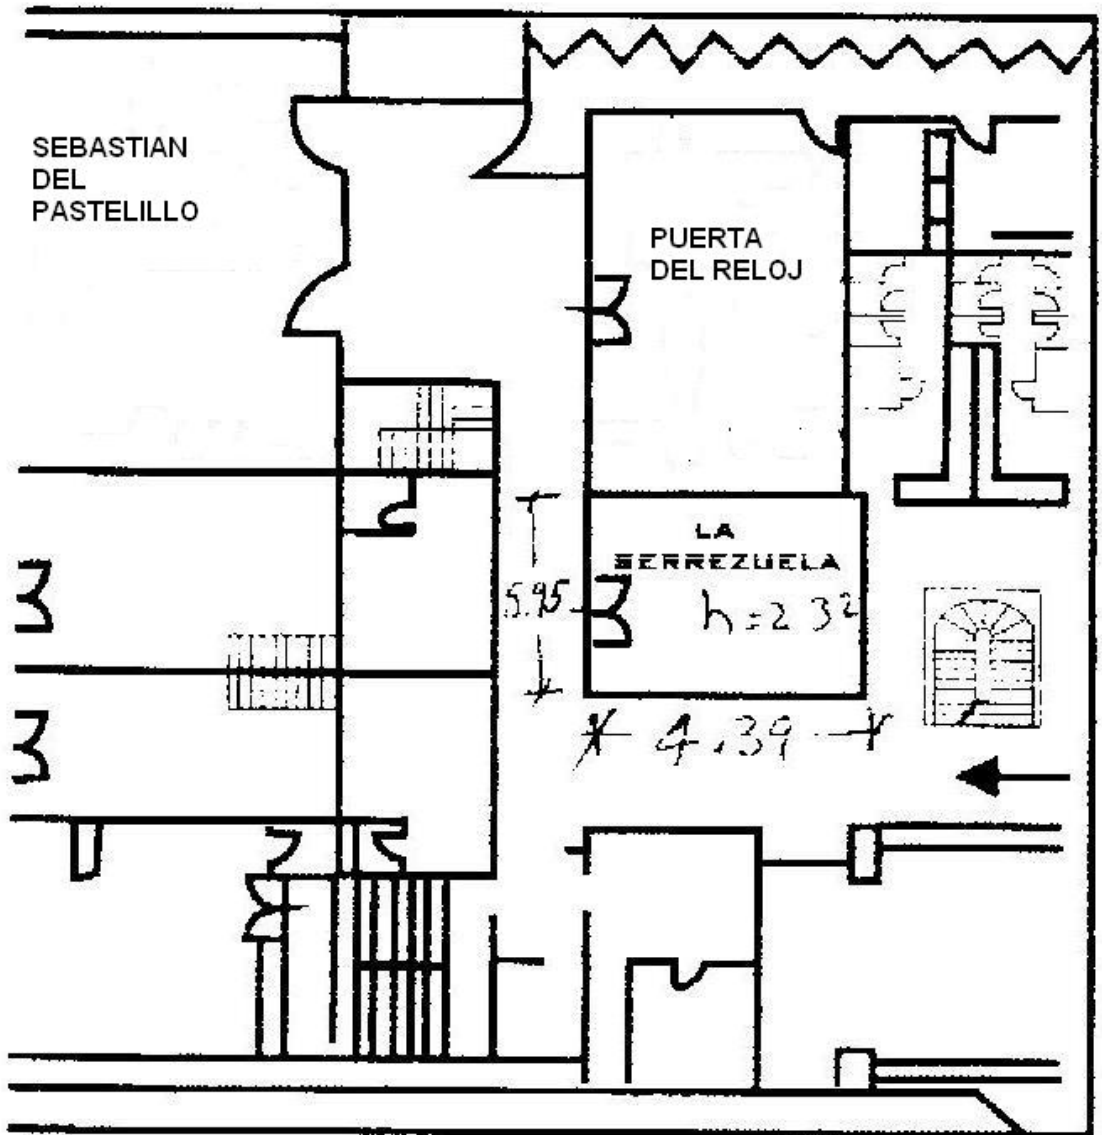 SEBASTIAN
DEL
PASTELILLO
PUERTA
DEL RELOJ
LA
SERREZUELA
5.95
h=2 32
4.39